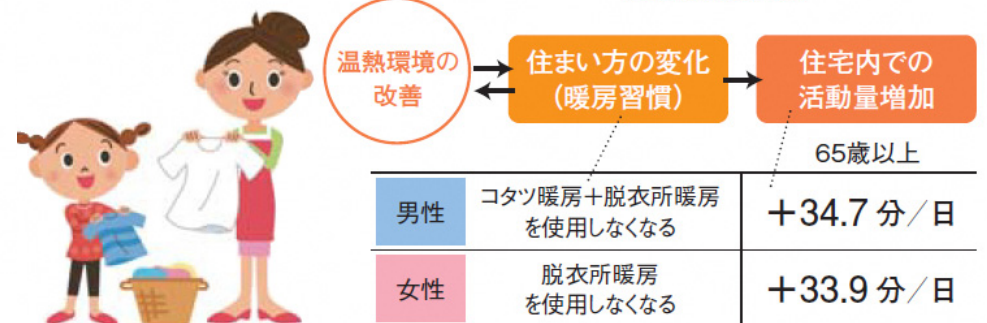 温熱環境の
改善
住まい方の変化
（暖房習慣）
住宅内での
活動量増加
65歳以上
男性
コタツ暖房＋脱衣所暖房
を使用しなくなる
＋34.7 分／日
女性
脱衣所暖房
を使用しなくなる
＋33.9 分／日